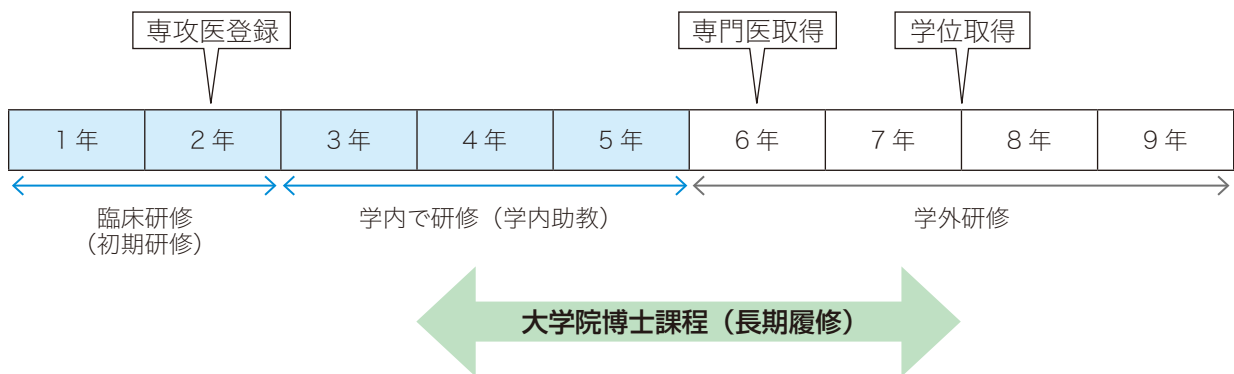 専攻医登録
専門医取得
学位取得
1年
2年
3年
4年
5年
6年
7年
8年
9年
臨床研修
（初期研修）
学内で研修（学内助教）
学外研修
大学院博士課程（長期履修）